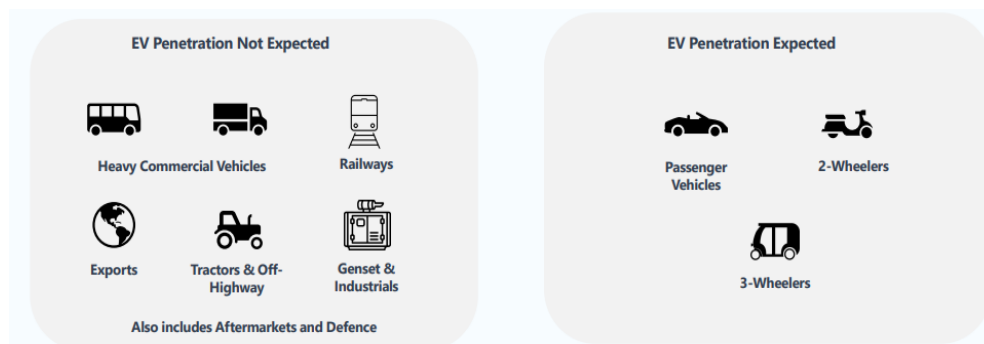 EV Penetration Not Expected
Heavy Commercial Vehicles
Railways
Exports
Tractors & Off-
Highway
Genset &
Industrials
Also includes Aftermarkets and Defence
EV Penetration Expected
Passenger
Vehicles
2-Wheelers
3-Wheelers